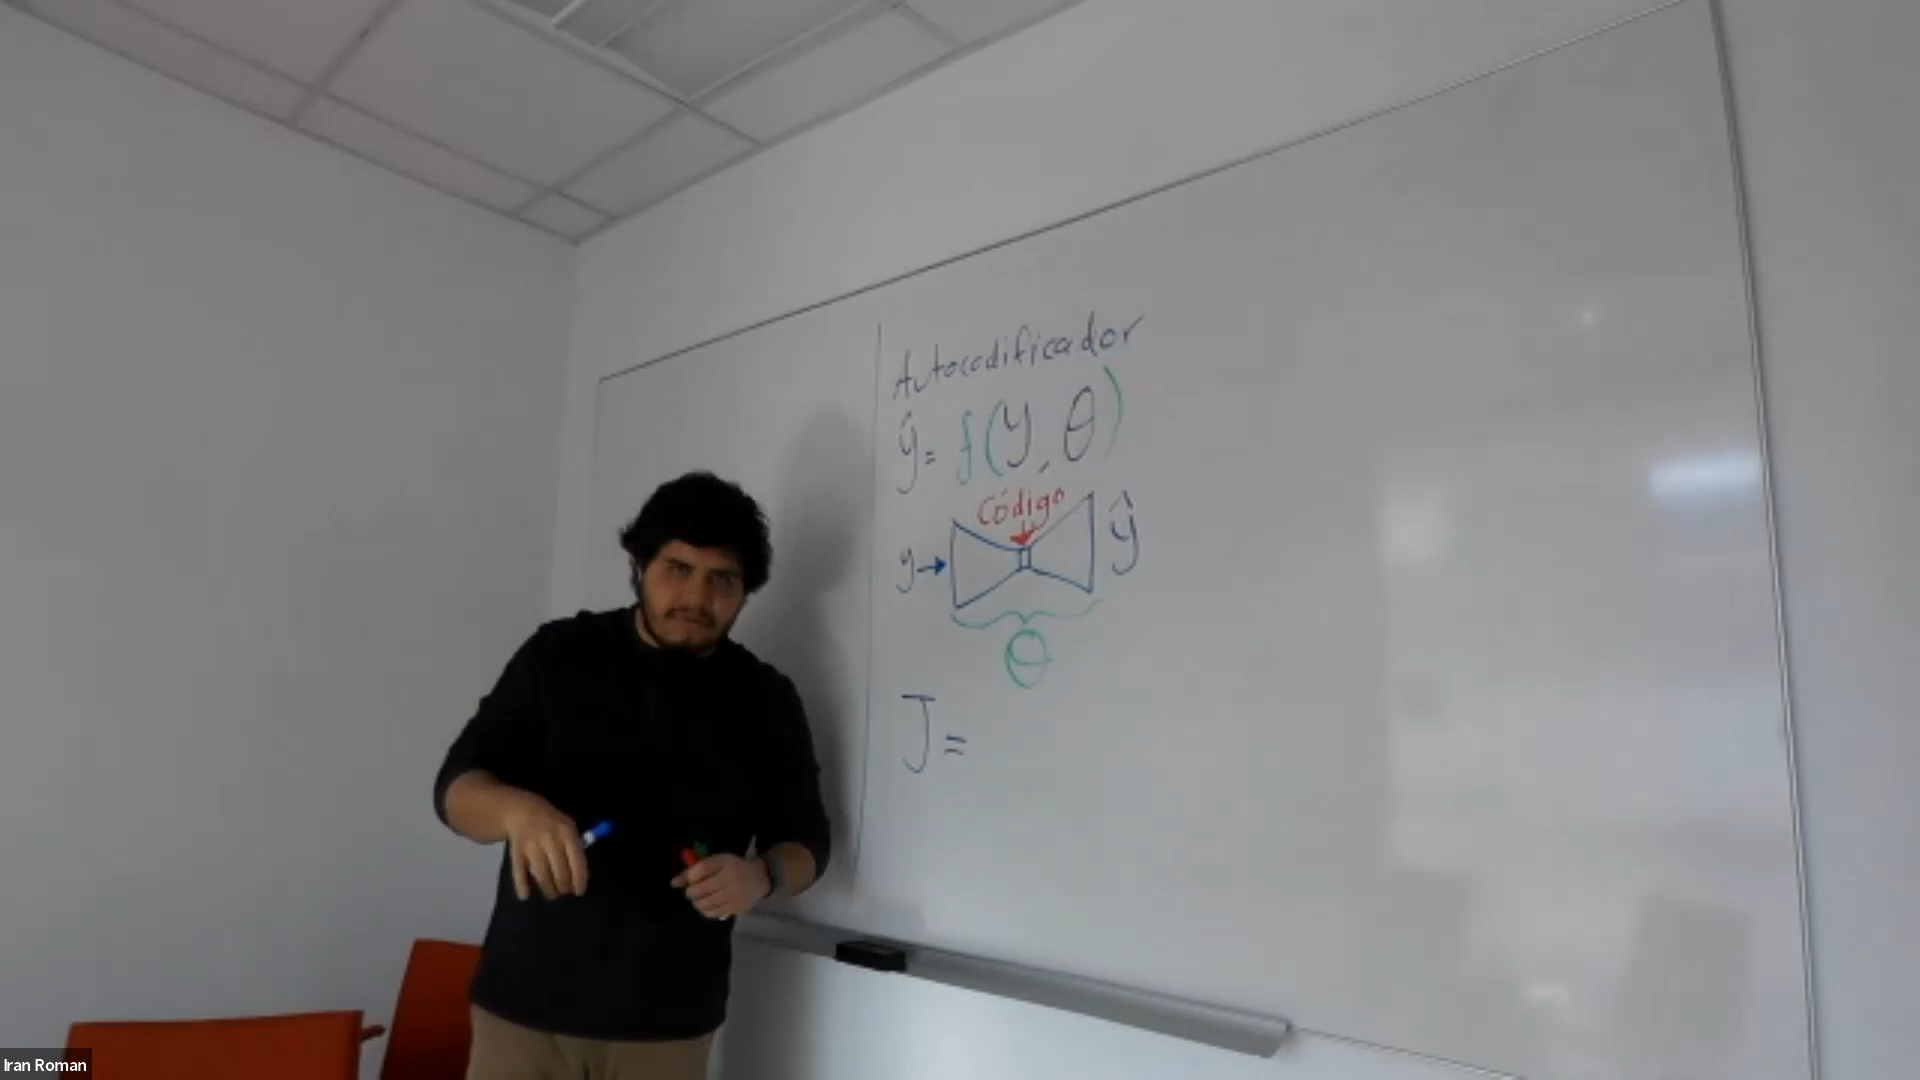 Autocodificador
ŷ = f(y, θ)
Código
y → ŷ
θ
J =
Iran Roman